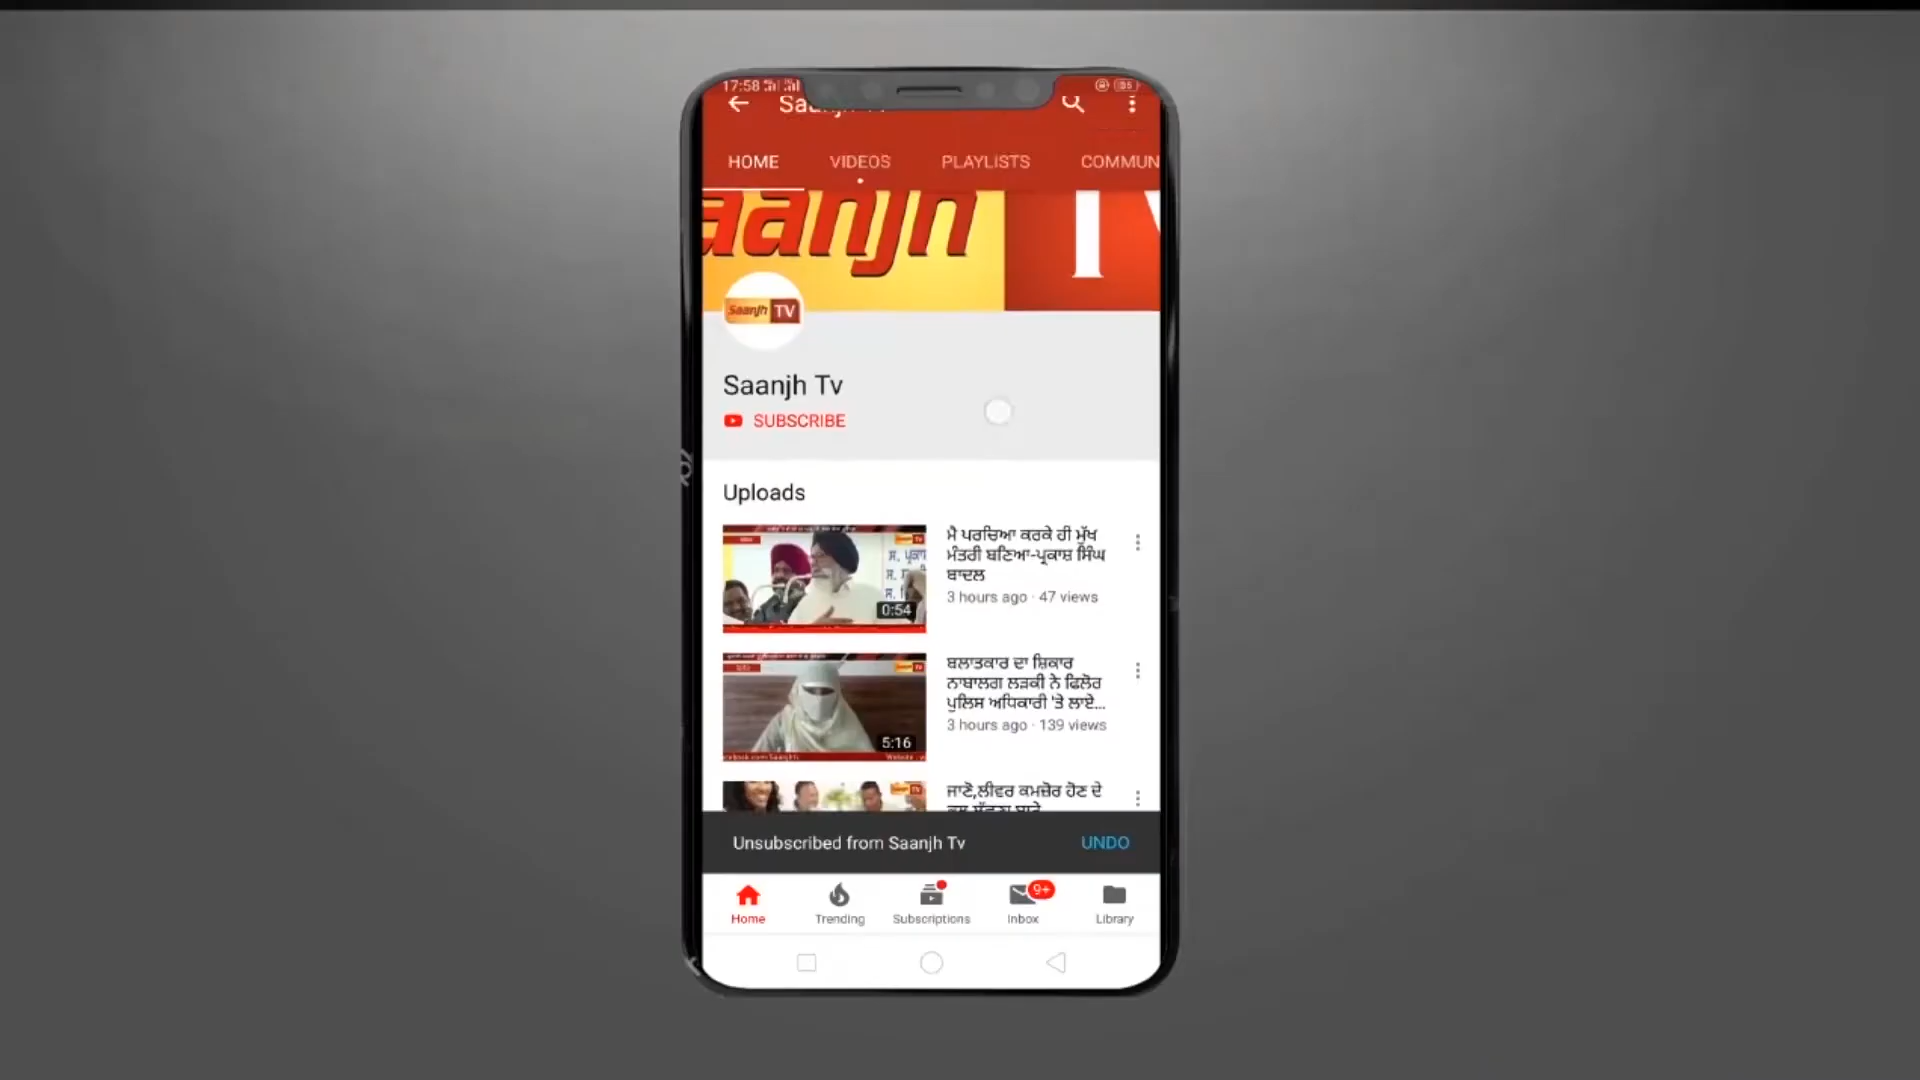 17:58
HOME VIDEOS PLAYLISTS COMMUN
aanjh
Saanjh TV
Saanjh Tv
SUBSCRIBE
Uploads
ਮੈ ਪਰਚਿਆ ਕਰਕੇ ਹੀ ਮੁੱਖ
ਮੰਤਰੀ ਬਣਿਆ-ਪ੍ਰਕਾਸ਼ ਸਿੰਘ
ਬਾਦਲ
3 hours ago · 47 views
0:54
ਬਲਾਤਕਾਰ ਦਾ ਸ਼ਿਕਾਰ
ਨਾਬਾਲਗ ਲੜਕੀ ਨੇ ਫਿਲੋਰ
ਪੁਲਿਸ ਅਧਿਕਾਰੀ 'ਤੇ ਲਾਏ...
3 hours ago · 139 views
5:16
ਜਾਣੋ,ਲੀਵਰ ਕਮਜ਼ੋਰ ਹੋਣ ਦੇ
Unsubscribed from Saanjh Tv UNDO
9+
Home Trending Subscriptions Inbox Library